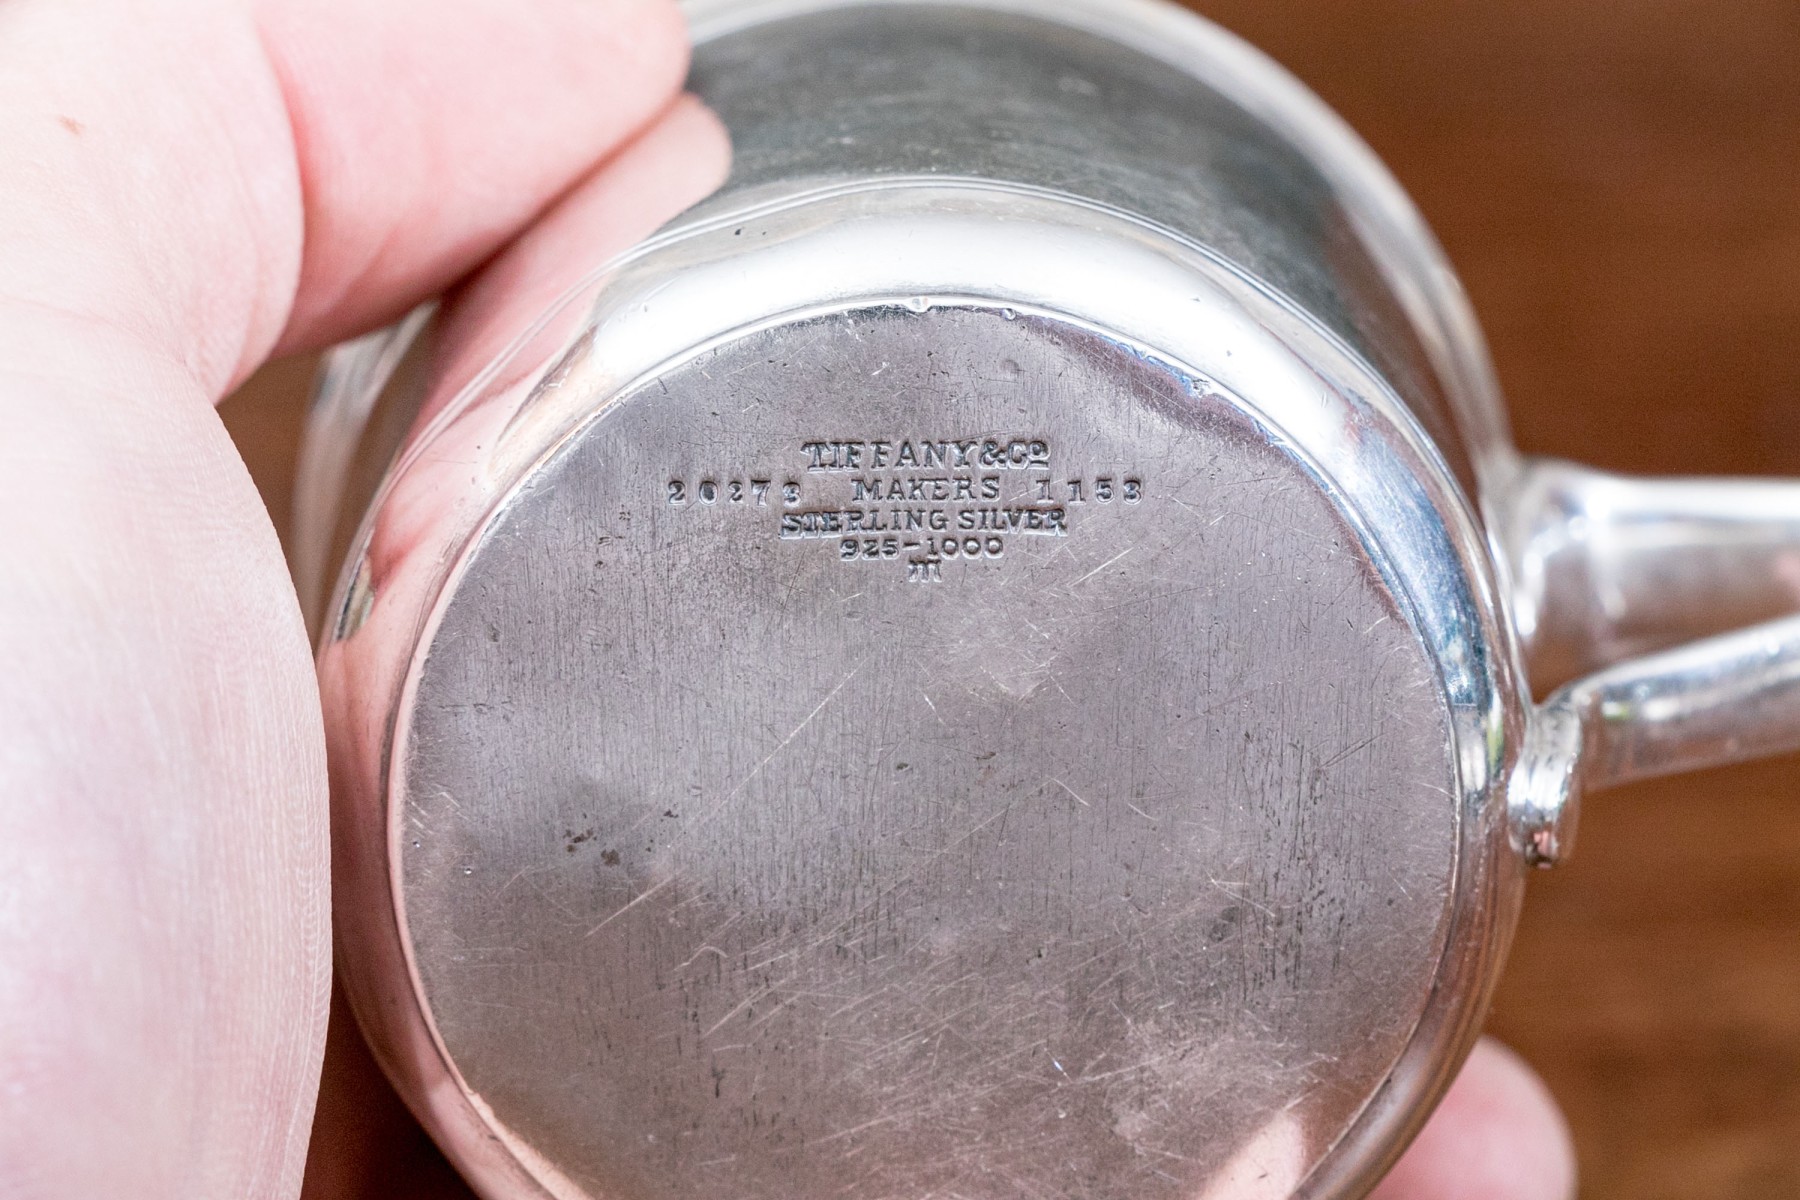 TIFFANY & Co
20273 MAKERS 1153
STERLING SILVER
925-1000
m